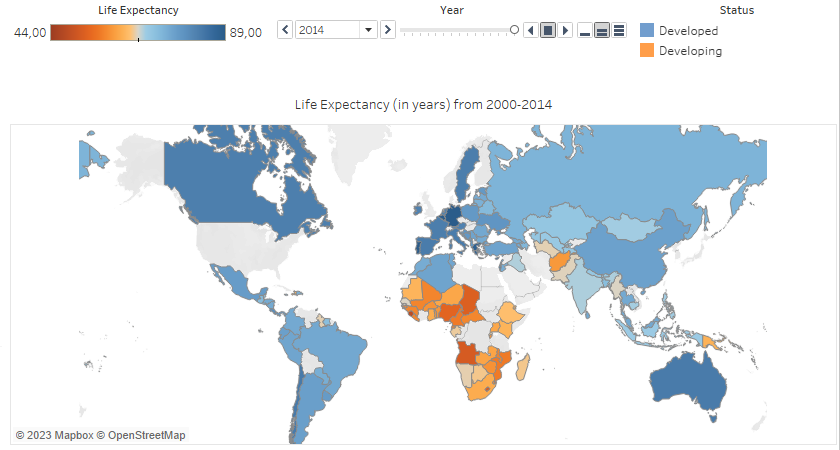 Life Expectancy
44,00
89,00
Year
2014
Status
Developed
Developing
Life Expectancy (in years) from 2000-2014
© 2023 Mapbox © OpenStreetMap